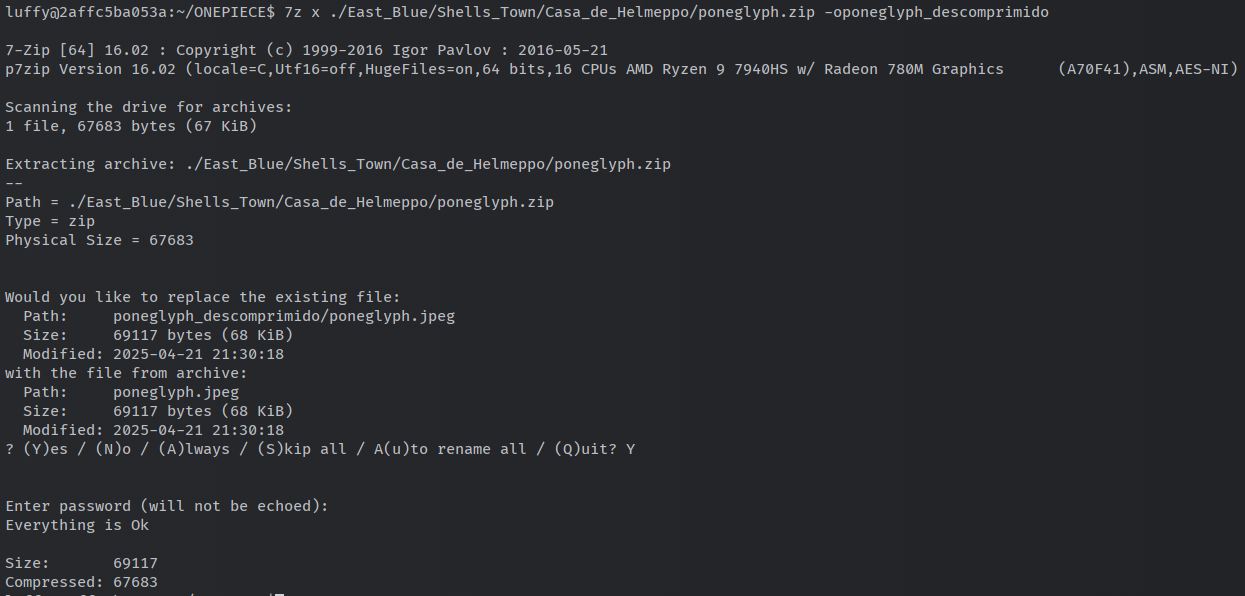 luffy@2affc5ba053a:~/ONEPIECE$ 7z x ./East_Blue/Shells_Town/Casa_de_Helmeppo/poneglyph.zip -oponeglyph_descomprimido
7-Zip [64] 16.02 : Copyright (c) 1999-2016 Igor Pavlov : 2016-05-21
p7zip Version 16.02 (locale=C,Utf16=off,HugeFiles=on,64 bits,16 CPUs AMD Ryzen 9 7940HS w/ Radeon 780M Graphics      (A70F41),ASM,AES-NI)
Scanning the drive for archives:
1 file, 67683 bytes (67 KiB)
Extracting archive: ./East_Blue/Shells_Town/Casa_de_Helmeppo/poneglyph.zip
--
Path = ./East_Blue/Shells_Town/Casa_de_Helmeppo/poneglyph.zip
Type = zip
Physical Size = 67683
Would you like to replace the existing file:
  Path:     poneglyph_descomprimido/poneglyph.jpeg
  Size:     69117 bytes (68 KiB)
  Modified: 2025-04-21 21:30:18
with the file from archive:
  Path:     poneglyph.jpeg
  Size:     69117 bytes (68 KiB)
  Modified: 2025-04-21 21:30:18
? (Y)es / (N)o / (A)lways / (S)kip all / A(u)to rename all / (Q)uit? Y
Enter password (will not be echoed):
Everything is Ok
Size:       69117
Compressed: 67683